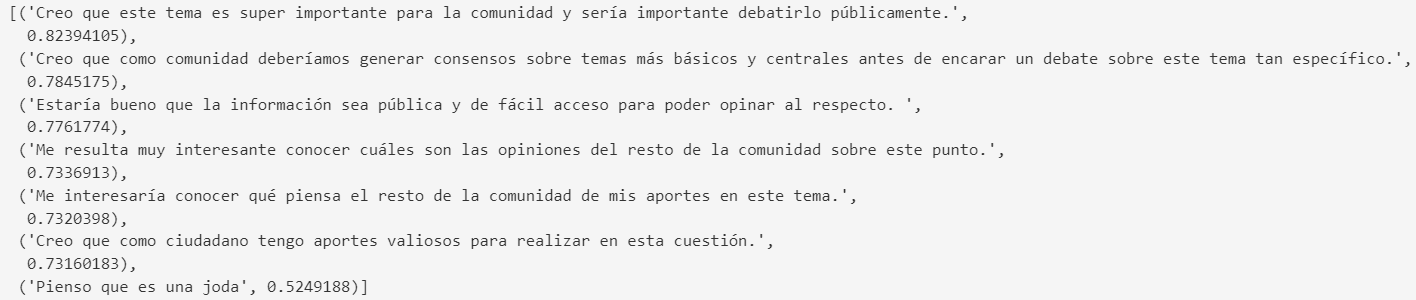 [('Creo que este tema es super importante para la comunidad y sería importante debatirlo públicamente.',
0.82394105),
('Creo que como comunidad deberíamos generar consensos sobre temas más básicos y centrales antes de encarar un debate sobre este tema tan específico.',
0.7845175),
('Estaría bueno que la información sea pública y de fácil acceso para poder opinar al respecto. ',
0.7761774),
('Me resulta muy interesante conocer cuáles son las opiniones del resto de la comunidad sobre este punto.',
0.7336913),
('Me interesaría conocer qué piensa el resto de la comunidad de mis aportes en este tema.',
0.7320398),
('Creo que como ciudadano tengo aportes valiosos para realizar en esta cuestión.',
0.73160183),
('Pienso que es una joda', 0.5249188)]